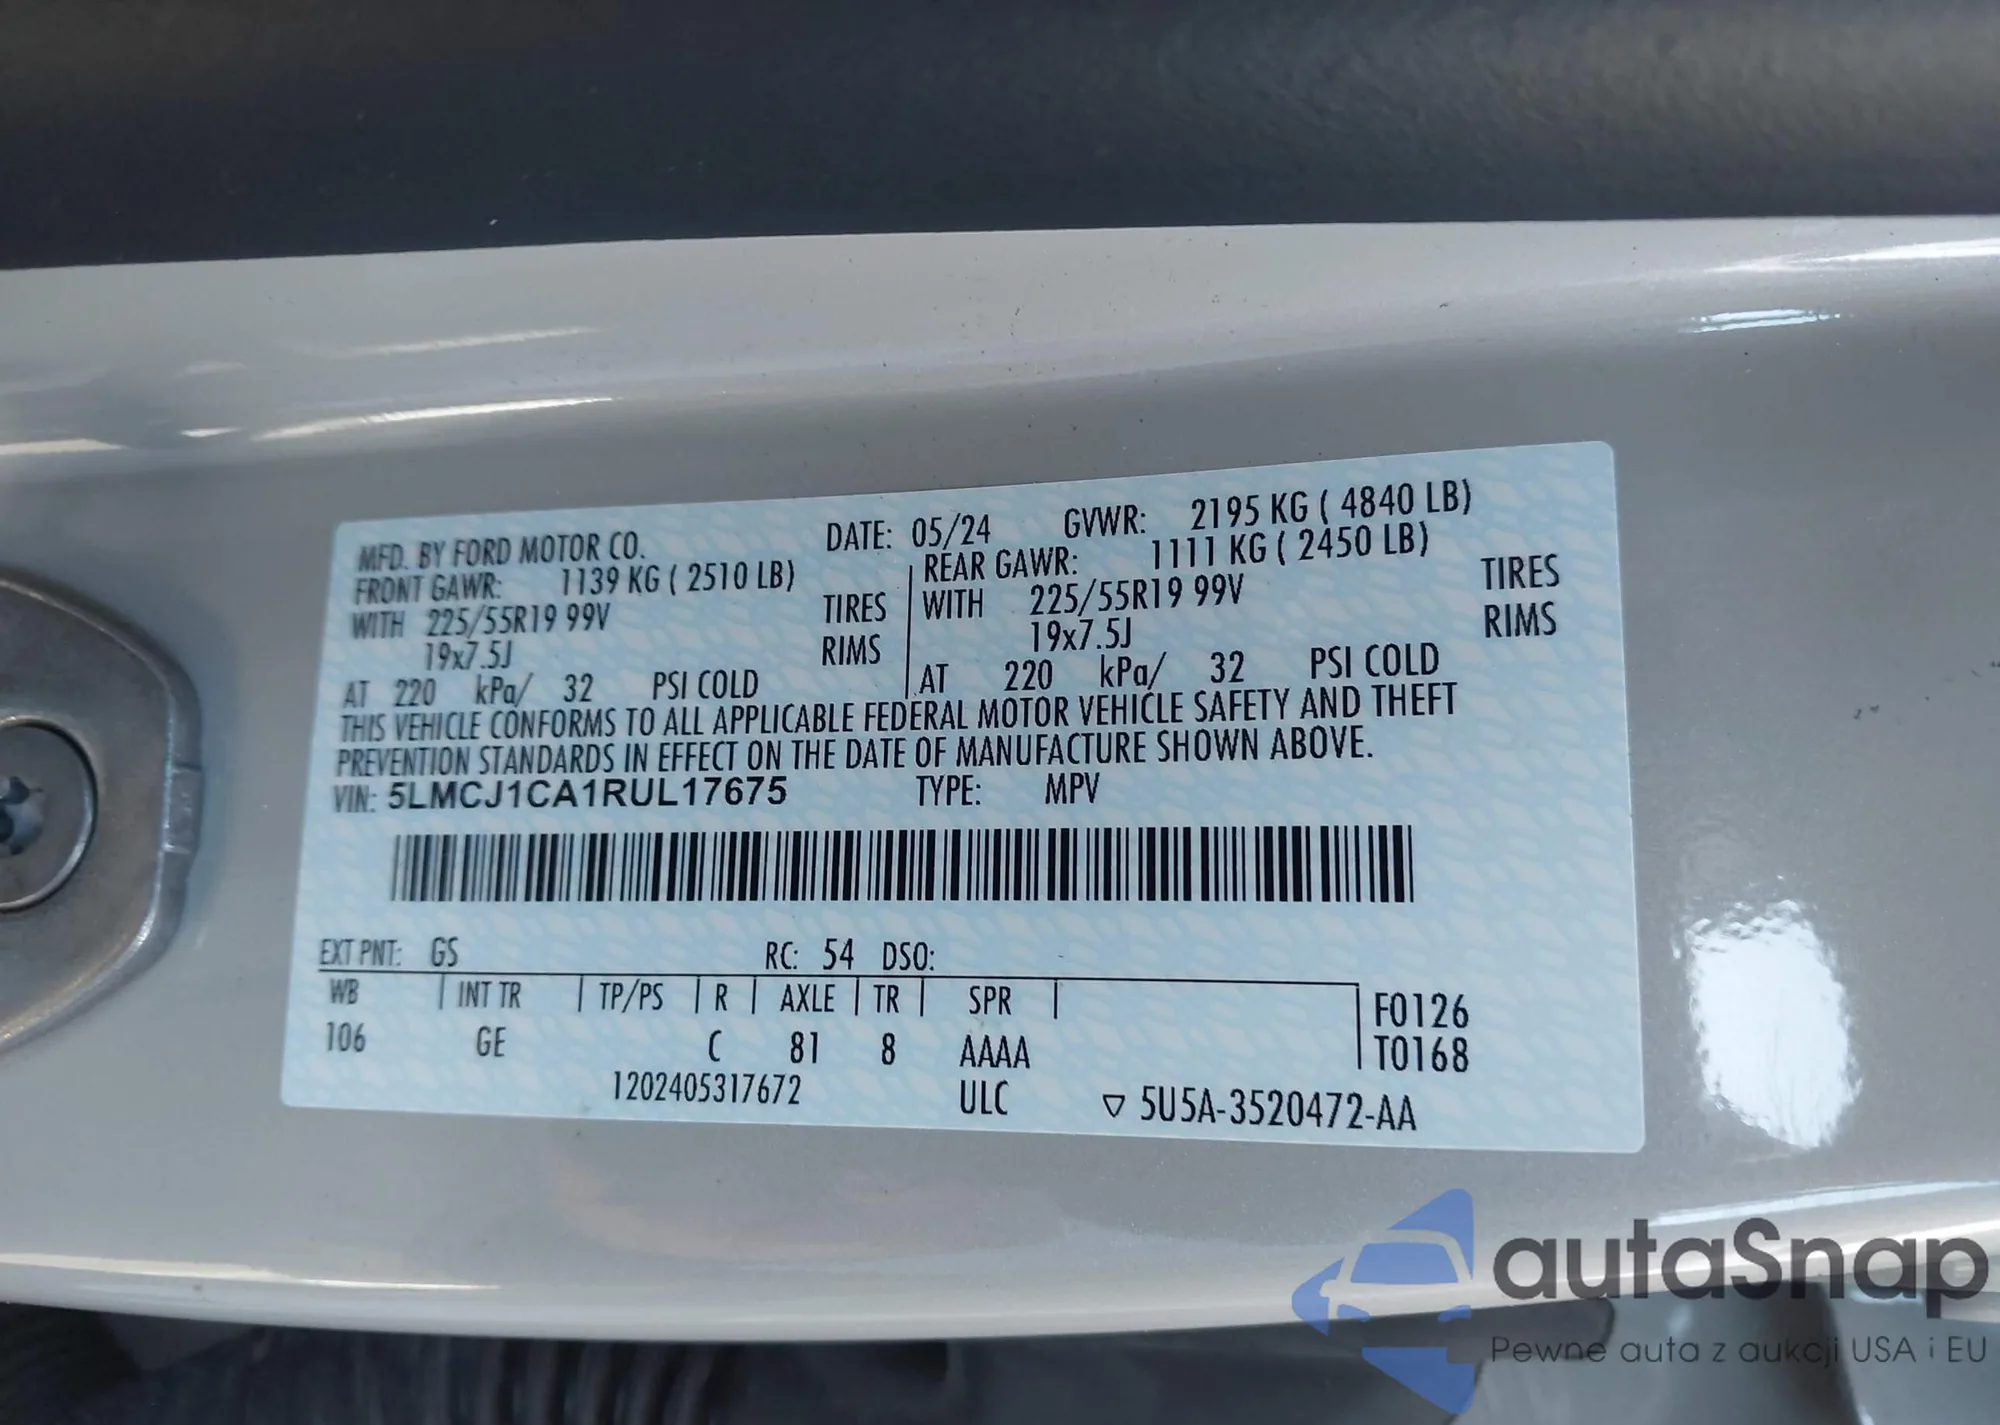 MFD. BY FORD MOTOR CO. DATE: 05/24 GVWR: 2195 KG ( 4840 LB)
FRONT GAWR: 1139 KG ( 2510 LB) REAR GAWR: 1111 KG ( 2450 LB)
WITH 225/55R19 99V TIRES WITH 225/55R19 99V TIRES
19x7.5J RIMS 19x7.5J RIMS
AT 220 kPa/ 32 PSI COLD AT 220 kPa/ 32 PSI COLD
THIS VEHICLE CONFORMS TO ALL APPLICABLE FEDERAL MOTOR VEHICLE SAFETY AND THEFT
PREVENTION STANDARDS IN EFFECT ON THE DATE OF MANUFACTURE SHOWN ABOVE.
VIN: 5LMCJ1CA1RUL17675 TYPE: MPV
EXT PNT: GS RC: 54 DSO:
WB INT TR TP/PS R AXLE TR SPR F0126
106 GE C 81 8 AAAA T0168
1202405317672 ULC ▽ 5U5A-3520472-AA
autaSnap
Pewne auta z aukcji USA i EU